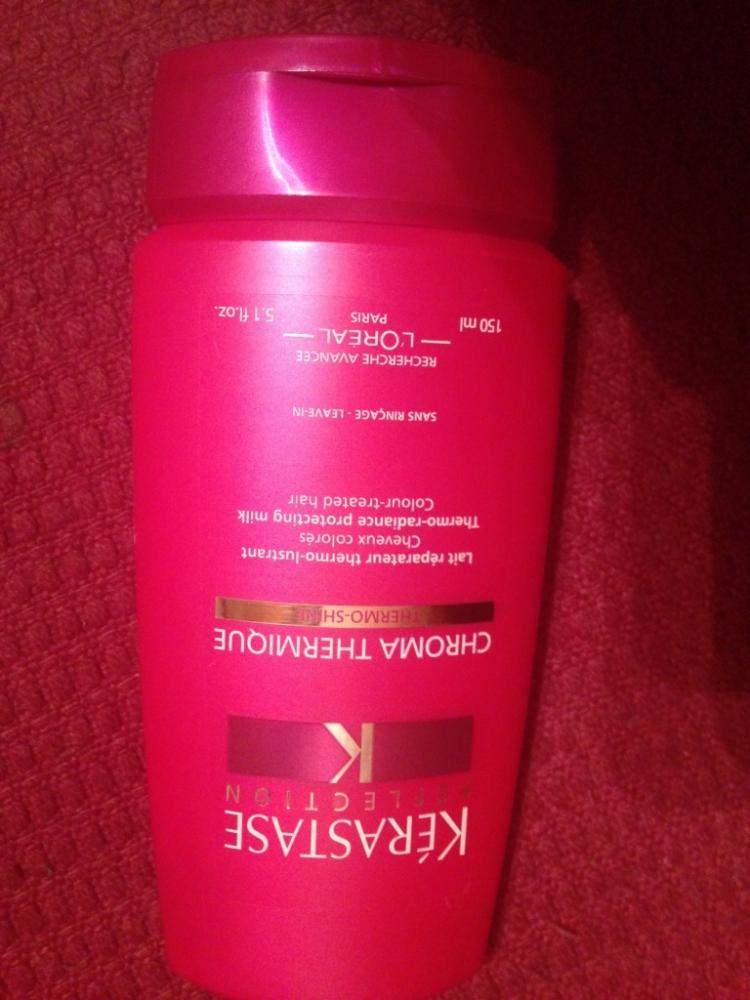 KÉRASTASE
REFLECTION
K
CHROMA THERMIQUE
THERMO-SHINE
Lait réparateur thermo-lustrant
Cheveux colorés
Thermo-radiance protecting milk
Colour-treated hair
SANS RINÇAGE - LEAVE-IN
RECHERCHE AVANCÉE
L'ORÉAL
PARIS
150 ml 5.1 fl.oz.